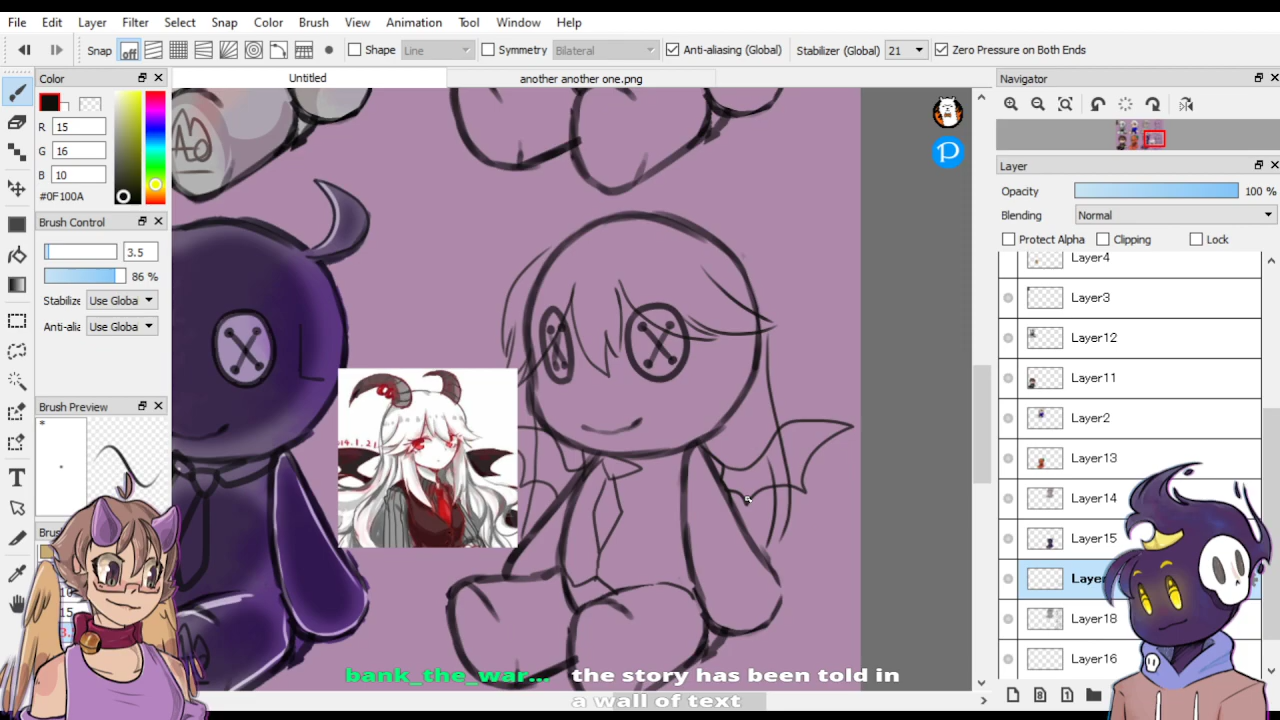 File Edit Layer Filter Select Snap Color Brush View Animation Tool Window Help
Snap off Shape Line Symmetry Bilateral Anti-aliasing (Global) Stabilizer (Global) 21 Zero Pressure on Both Ends
Color
Untitled
another another one.png
Navigator
R 15
G 16
B 10
#0F100A
Layer
Opacity 100 %
Blending Normal
Protect Alpha Clipping Lock
Brush Control
3.5
86 %
Stabilize Use Globa
Anti-alia Use Globa
Brush Preview
*
Layer4
Layer3
Layer12
Layer11
Layer2
Layer13
Layer14
Layer15
Laye
Layer18
Layer16
15
bank_the_war... the story has been told in
a wall of text